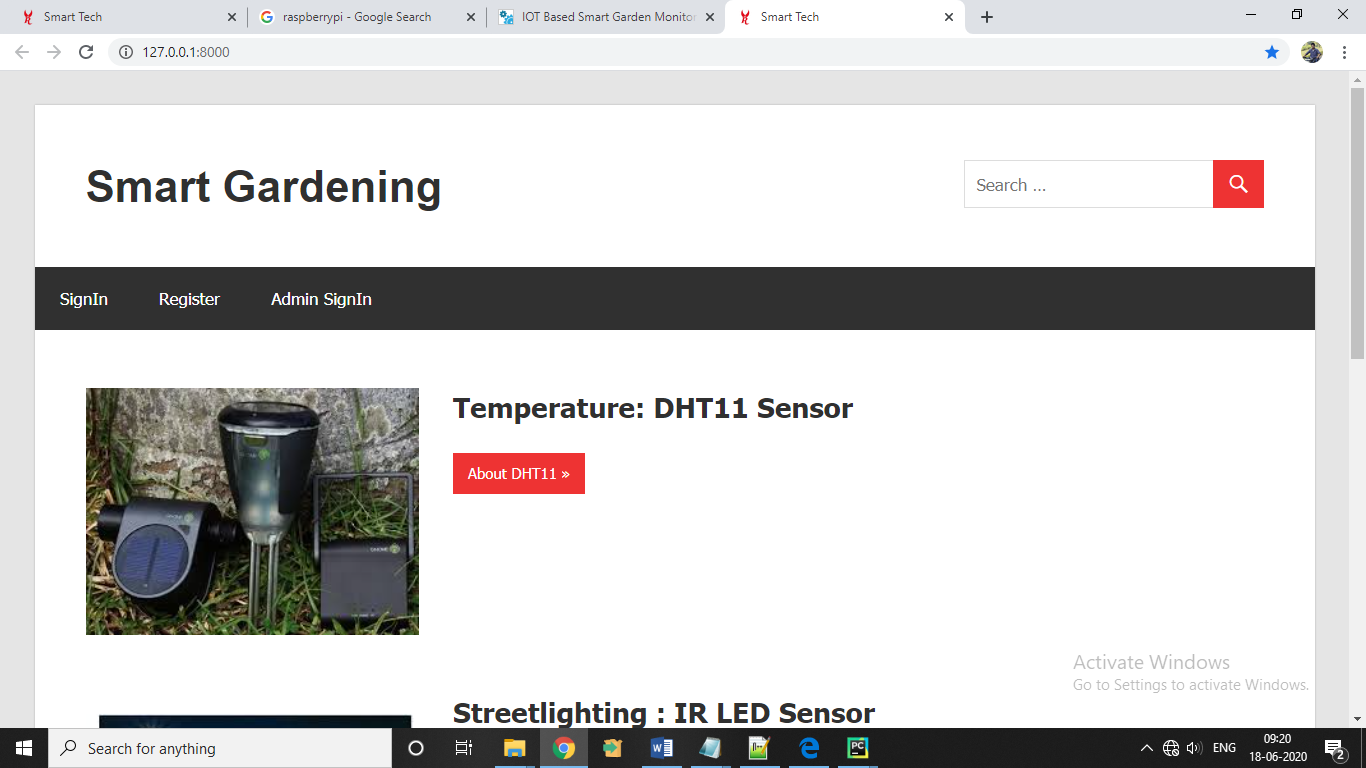 Smart Tech
raspberrypi - Google Search
IOT Based Smart Garden Monitor
Smart Tech
127.0.0.1:8000
Smart Gardening
Search ...
SignIn
Register
Admin SignIn
Temperature: DHT11 Sensor
About DHT11 »
Streetlighting : IR LED Sensor
Activate Windows
Go to Settings to activate Windows.
Search for anything
ENG
09:20
18-06-2020
2